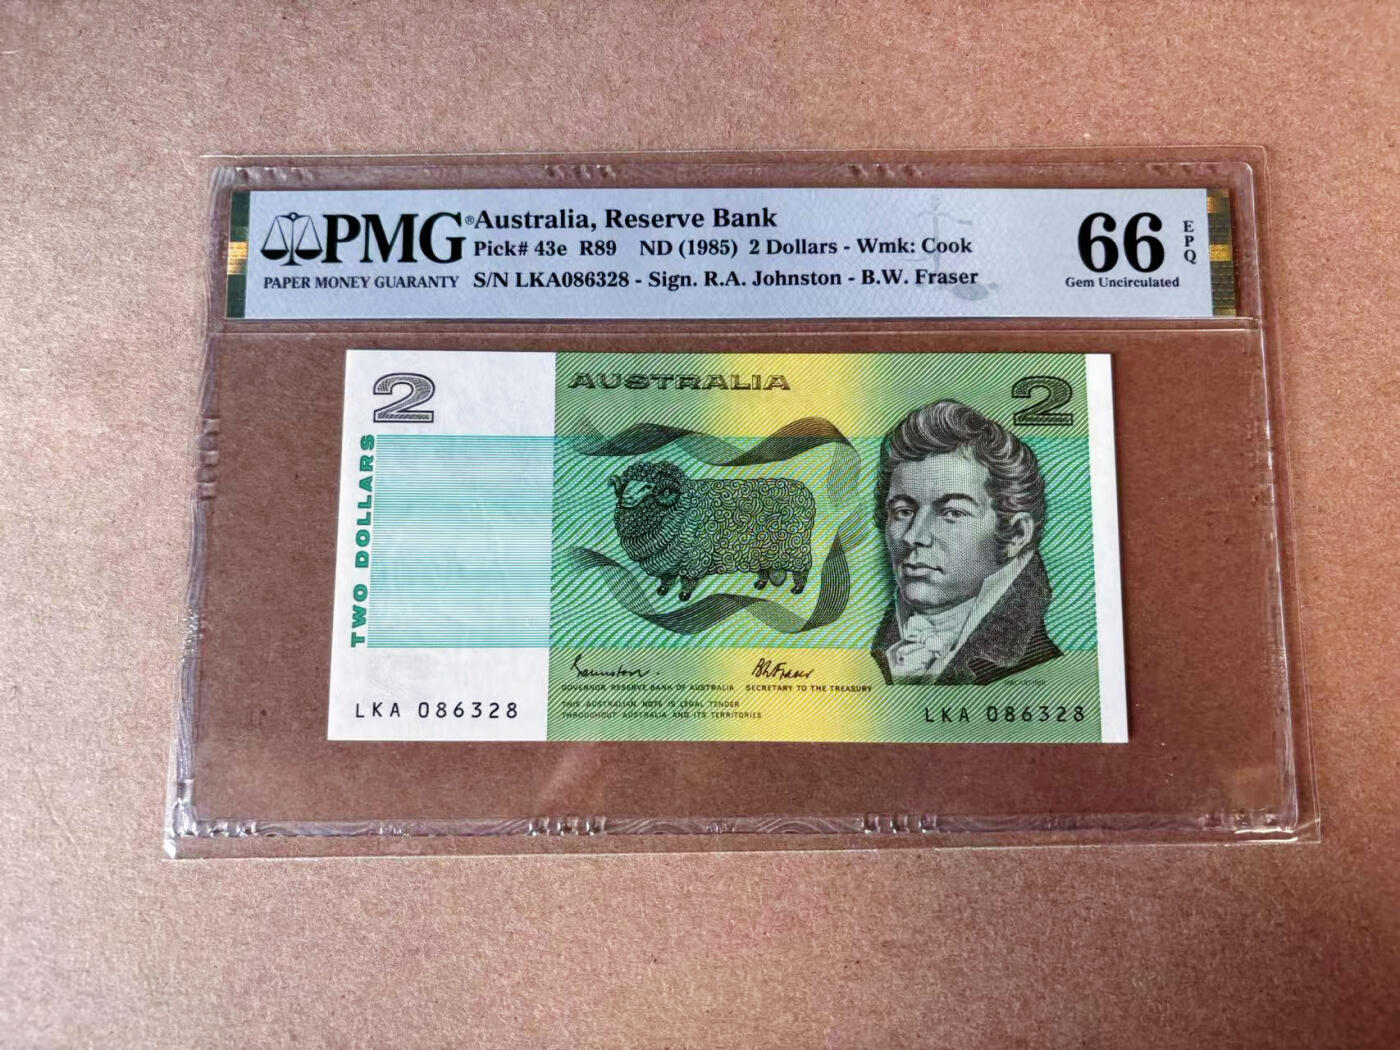 PMG®
PAPER MONEY GUARANTY
Australia, Reserve Bank
Pick# 43e R89 ND (1985) 2 Dollars - Wmk: Cook
S/N LKA086328 - Sign. R.A. Johnston - B.W. Fraser
66
EPQ
Gem Uncirculated
2
AUSTRALIA
2
TWO DOLLARS
GOVERNOR RESERVE BANK OF AUSTRALIA
SECRETARY TO THE TREASURY
THIS AUSTRALIAN NOTE IS LEGAL TENDER
THROUGHOUT AUSTRALIA AND ITS TERRITORIES
LKA 086328
LKA 086328